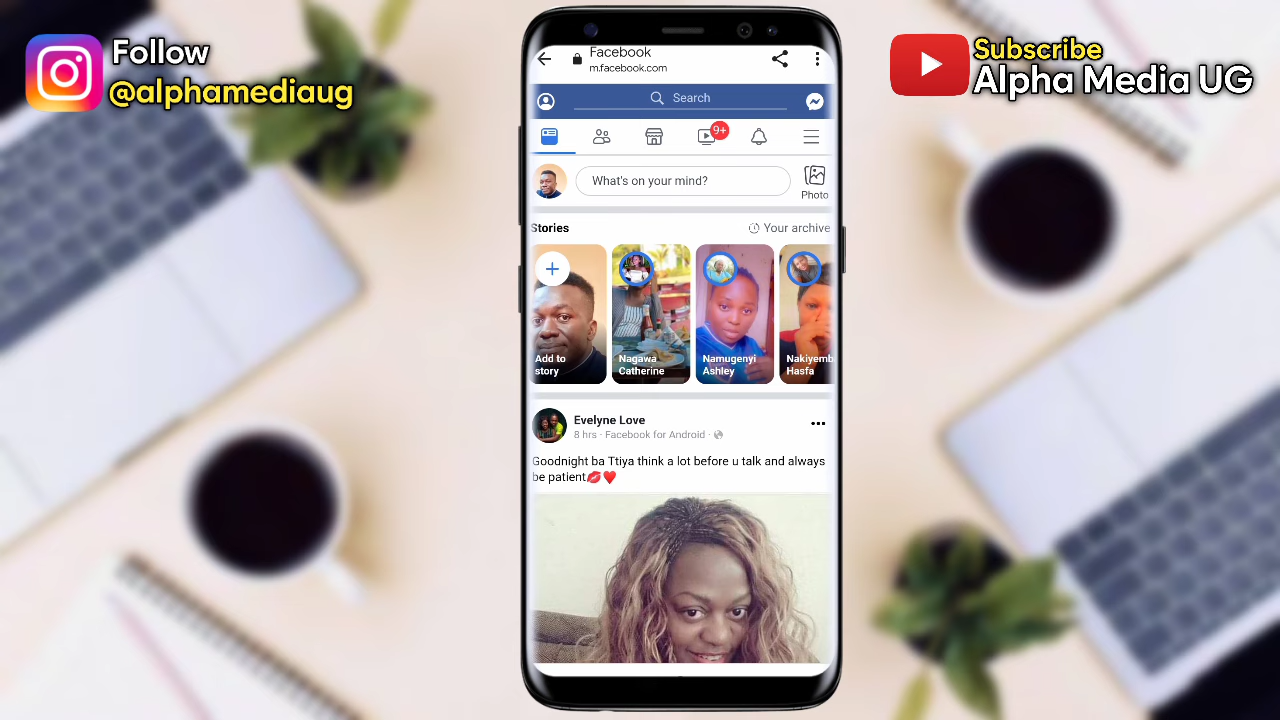 Follow
@alphamediaug
Subscribe
Alpha Media UG
Facebook
m.facebook.com
Search
9+
What's on your mind?
Photo
Stories
Your archive
Add to
story
Nagawa
Catherine
Namugenyi
Ashley
Nakiyemb
Hasfa
Evelyne Love
8 hrs · Facebook for Android ·
Goodnight ba Ttiya think a lot before u talk and always
be patient💋❤️